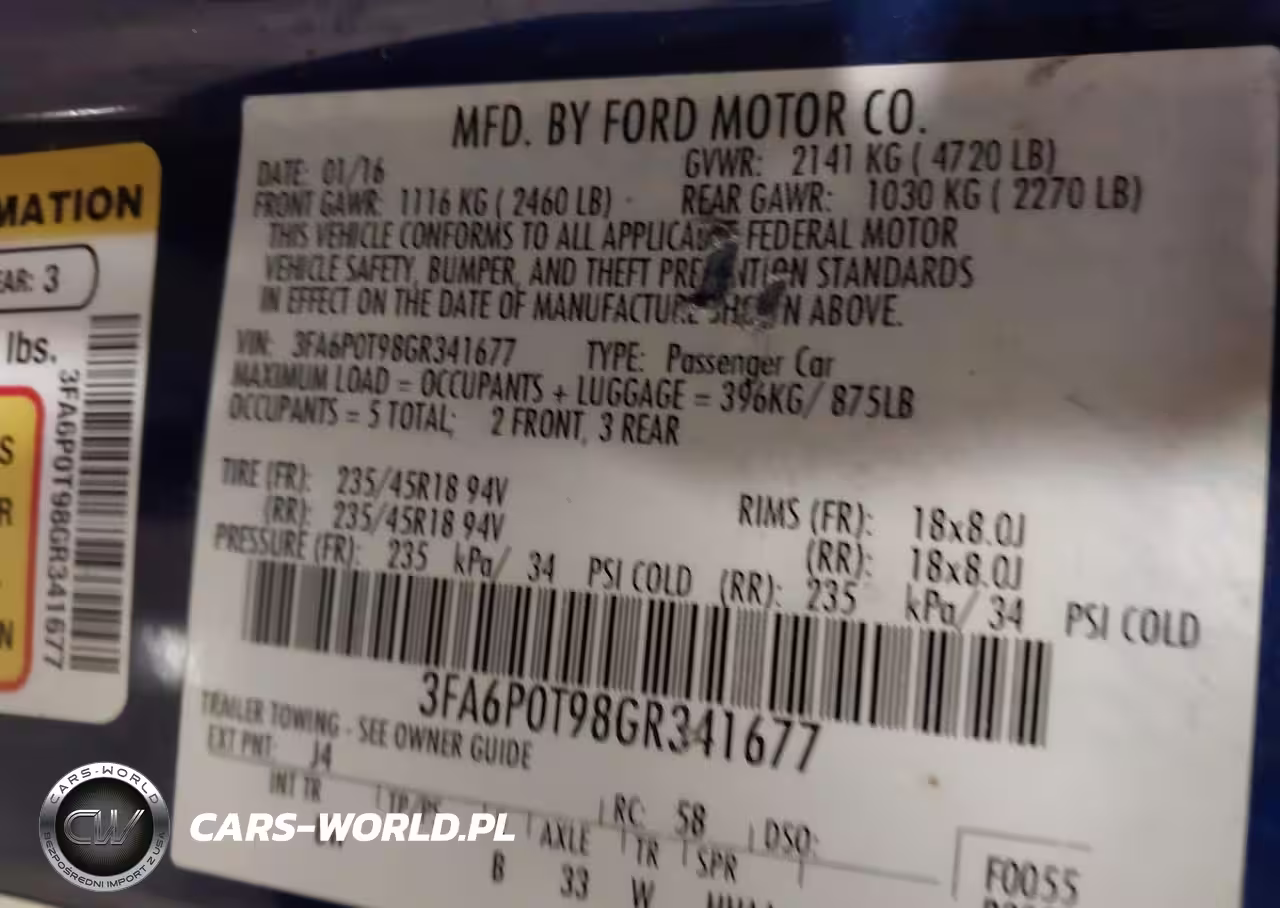 MFD. BY FORD MOTOR CO.
DATE: 01/16 GVWR: 2141 KG ( 4720 LB)
FRONT GAWR: 1116 KG ( 2460 LB) REAR GAWR: 1030 KG ( 2270 LB)
THIS VEHICLE CONFORMS TO ALL FEDERAL MOTOR
VEHICLE SAFETY, BUMPER, AND THEFT STANDARDS
IN EFFECT ON THE DATE OF ABOVE.
VIN: 3FA6P0T98GR341677 TYPE: Passenger Car
MAXIMUM LOAD = OCCUPANTS + LUGGAGE = 396KG/ 875LB
OCCUPANTS = 5 TOTAL; 2 FRONT, 3 REAR
TIRE (FR): 235/45R18 94V RIMS (FR): 18x8.0J
(RR): 235/45R18 94V (RR): 18x8.0J
PRESSURE (FR): 235 kPa/ 34 PSI COLD (RR): 235 kPa/ 34 PSI COLD
3FA6P0T98GR341677
TRAILER TOWING - SEE OWNER GUIDE
EXT PNT: J4 RC: 58 DSO:
INT TR AXLE TR SPR
B 33 W
F0055
MATION
EAR: 3
lbs.
3FA6P0T98GR341677
S
R
N
CARS-WORLD
CW
BEZPOŚREDNI IMPORT Z USA
CARS-WORLD.PL